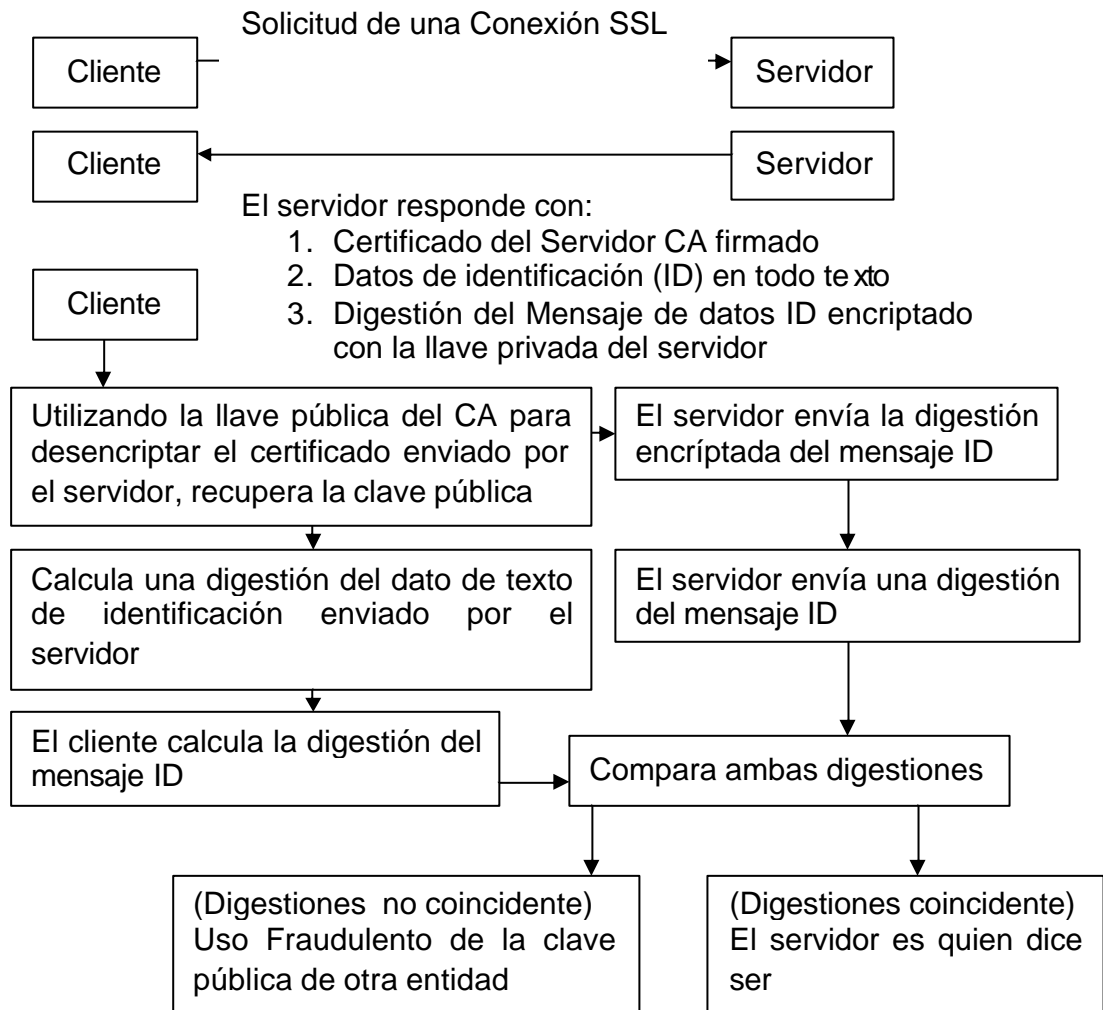 Solicitud de una Conexión SSL
Cliente
Servidor
Cliente
Servidor
El servidor responde con:
1. Certificado del Servidor CA firmado
2. Datos de identificación (ID) en todo texto
3. Digestión del Mensaje de datos ID encriptado
con la llave privada del servidor
Cliente
Utilizando la llave pública del CA para
desencriptar el certificado enviado por
el servidor, recupera la clave pública
El servidor envía la digestión
encríptada del mensaje ID
Calcula una digestión del dato de texto
de identificación enviado por el
servidor
El servidor envía una digestión
del mensaje ID
El cliente calcula la digestión del
mensaje ID
Compara ambas digestiones
(Digestiones no coincidente)
Uso Fraudulento de la clave
pública de otra entidad
(Digestiones coincidente)
El servidor es quien dice
ser